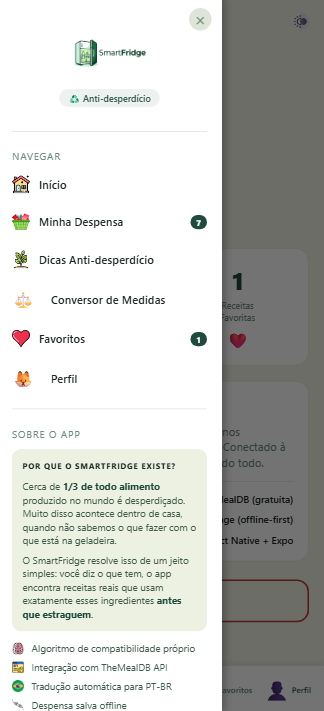 ×
SmartFridge
Anti-desperdício
NAVEGAR
Início
Minha Despensa 7
Dicas Anti-desperdício
Conversor de Medidas
Favoritos 1
Perfil
SOBRE O APP
POR QUE O SMARTFRIDGE EXISTE?
Cerca de 1/3 de todo alimento
produzido no mundo é desperdiçado.
Muito disso acontece dentro de casa,
quando não sabemos o que fazer com o
que está na geladeira.
O SmartFridge resolve isso de um jeito
simples: você diz o que tem, o app
encontra receitas reais que usam
exatamente esses ingredientes antes
que estraguem.
Algoritmo de compatibilidade próprio
Integração com TheMealDB API
Tradução automática para PT-BR
Despensa salva offline
1
Receitas
Favoritas
nos
Conectado à
do todo.
ealDB (gratuita)
ge (offline-first)
ct Native + Expo
avoritos
Perfil